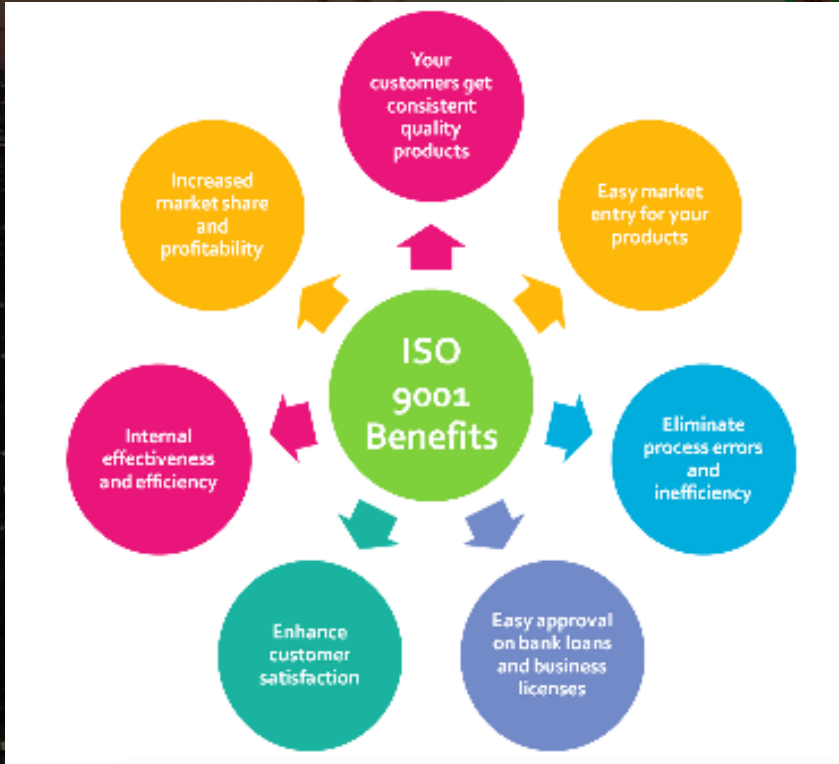 Your
customers get
consistent
quality
products
Increased
market share
and
profitability
Easy market
entry for your
products
ISO
9001
Benefits
Internal
effectiveness
and efficiency
Eliminate
process errors
and
inefficiency
Enhance
customer
satisfaction
Easy approval
on bank loans
and business
licenses